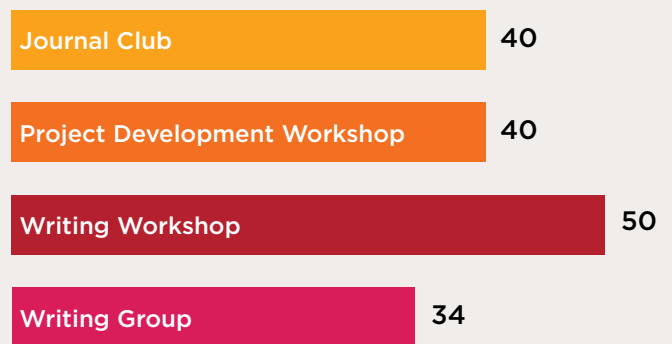 Journal Club 40
Project Development Workshop 40
Writing Workshop 50
Writing Group 34